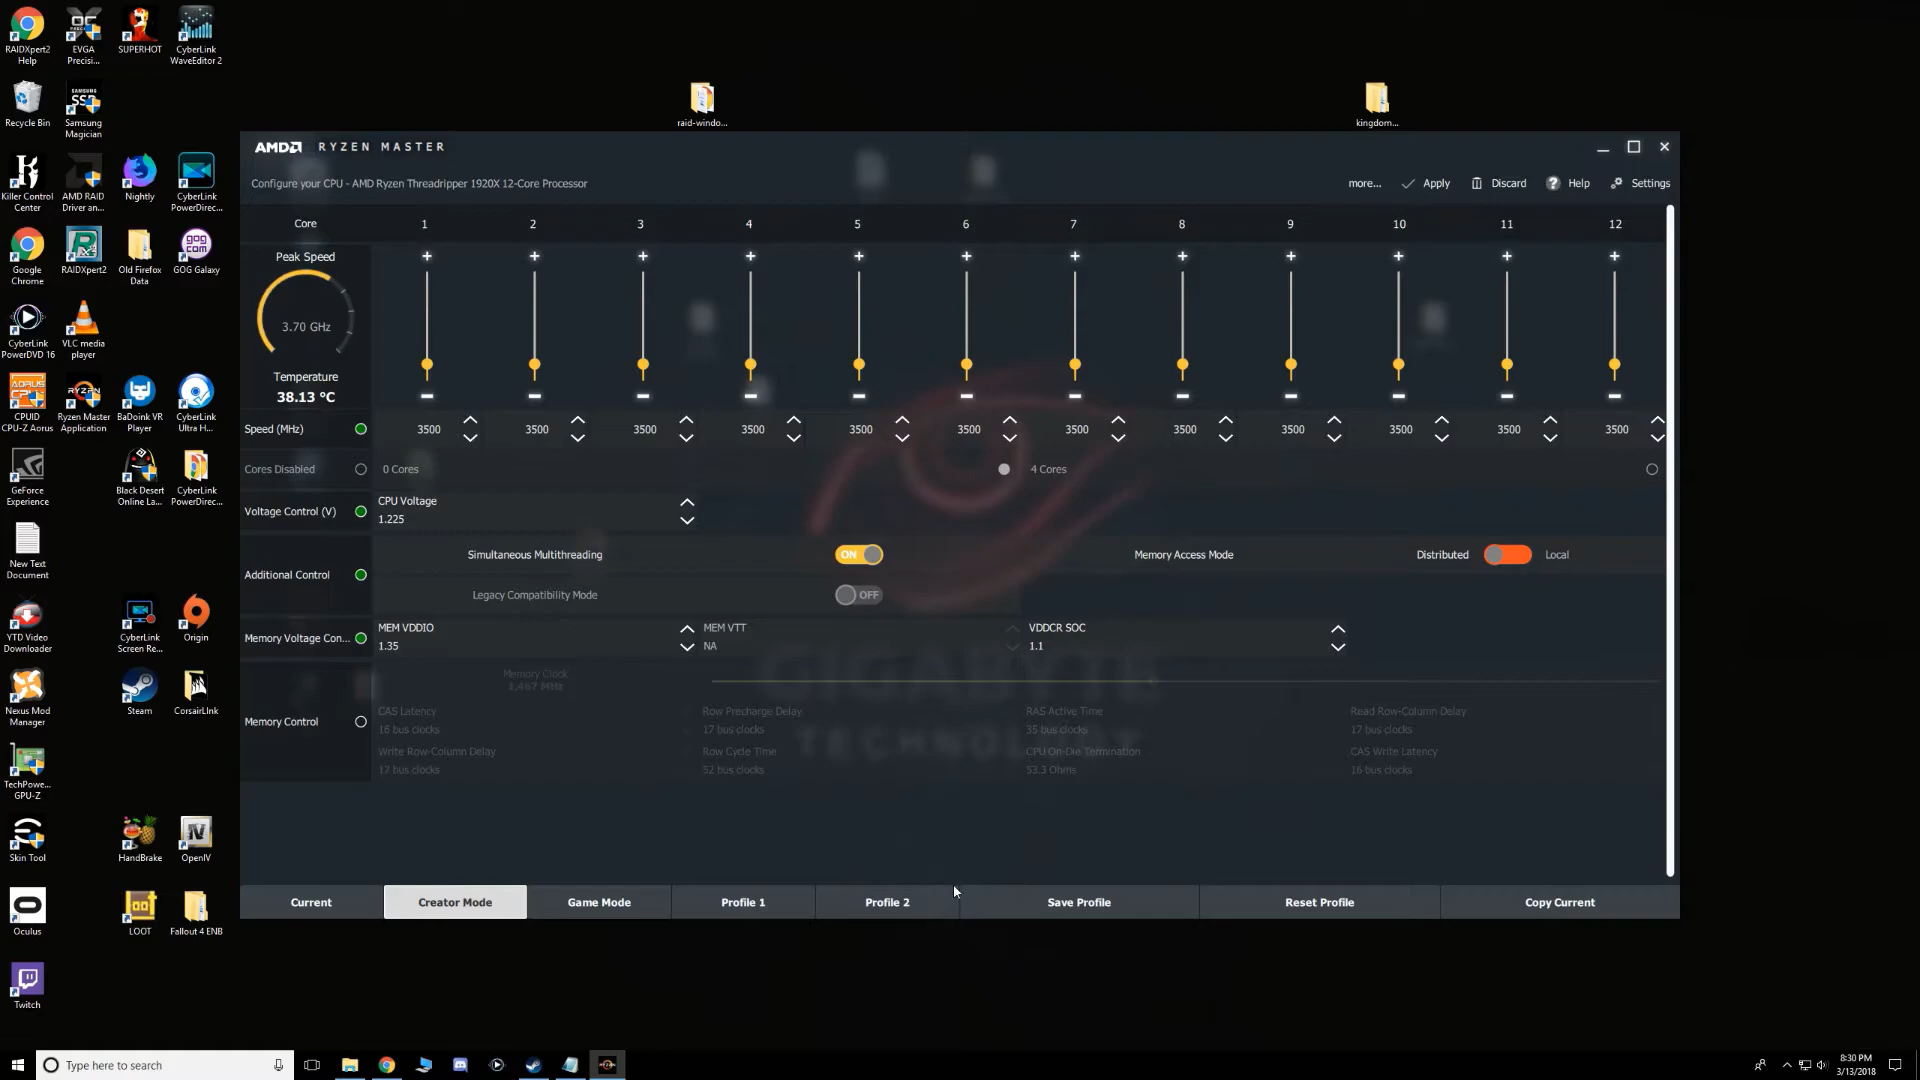 RAIDXpert2 Help
EVGA Precisi...
SUPERHOT
CyberLink WaveEditor 2
Recycle Bin
Samsung Magician
raid-windo...
kingdom...
Killer Control Center
AMD RAID Driver an...
Nightly
CyberLink PowerDirec...
Google Chrome
RAIDXpert2
Old Firefox Data
GOG Galaxy
CyberLink PowerDVD 16
VLC media player
CPUID CPU-Z Aorus
Ryzen Master Application
BaDoink VR Player
CyberLink Ultra H...
GeForce Experience
Black Desert Online La...
CyberLink PowerDirec...
New Text Document
YTD Video Downloader
CyberLink Screen Re...
Origin
Nexus Mod Manager
Steam
CorsairLInk
TechPowe... GPU-Z
Skin Tool
HandBrake
OpenIV
Oculus
LOOT
Fallout 4 ENB
Twitch
AMD RYZEN MASTER
Configure your CPU - AMD Ryzen Threadripper 1920X 12-Core Processor
more... Apply Discard Help Settings
Core 1 2 3 4 5 6 7 8 9 10 11 12
Peak Speed
3.70 GHz
Temperature
38.13 °C
Speed (MHz) 3500 3500 3500 3500 3500 3500 3500 3500 3500 3500 3500 3500
Cores Disabled 0 Cores 4 Cores
Voltage Control (V) CPU Voltage
1.225
Additional Control
Simultaneous Multithreading ON Memory Access Mode Distributed Local
Legacy Compatibility Mode OFF
Memory Voltage Con...
MEM VDDIO MEM VTT VDDCR SOC
1.35 NA 1.1
GIGABYTE
TECHNOLOGY
Memory Control
Memory Clock
1,467 MHz
CAS Latency Row Precharge Delay RAS Active Time Read Row-Column Delay
16 bus clocks 17 bus clocks 35 bus clocks 17 bus clocks
Write Row-Column Delay Row Cycle Time CPU On-Die Termination CAS Write Latency
17 bus clocks 52 bus clocks 53.3 Ohms 16 bus clocks
Current Creator Mode Game Mode Profile 1 Profile 2 Save Profile Reset Profile Copy Current
Type here to search
8:30 PM
3/13/2018